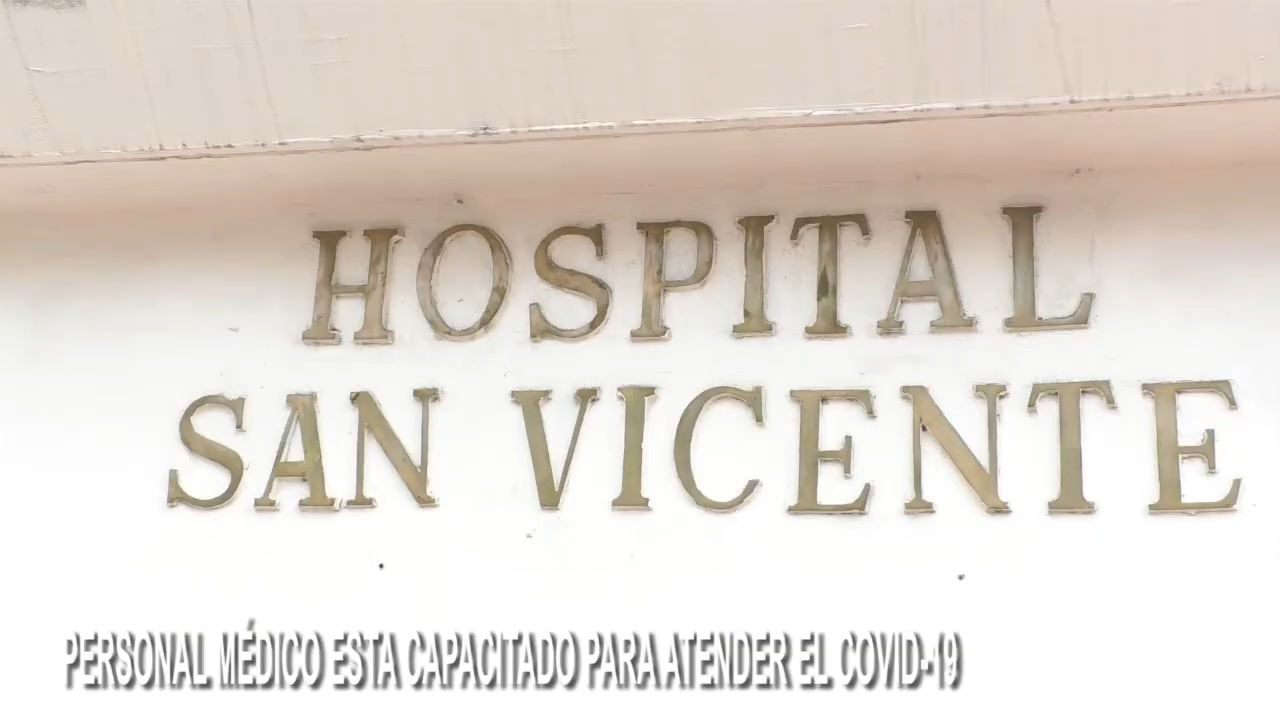 HOSPITAL
SAN VICENTE
PERSONAL MÉDICO ESTA CAPACITADO PARA ATENDER EL COVID-19